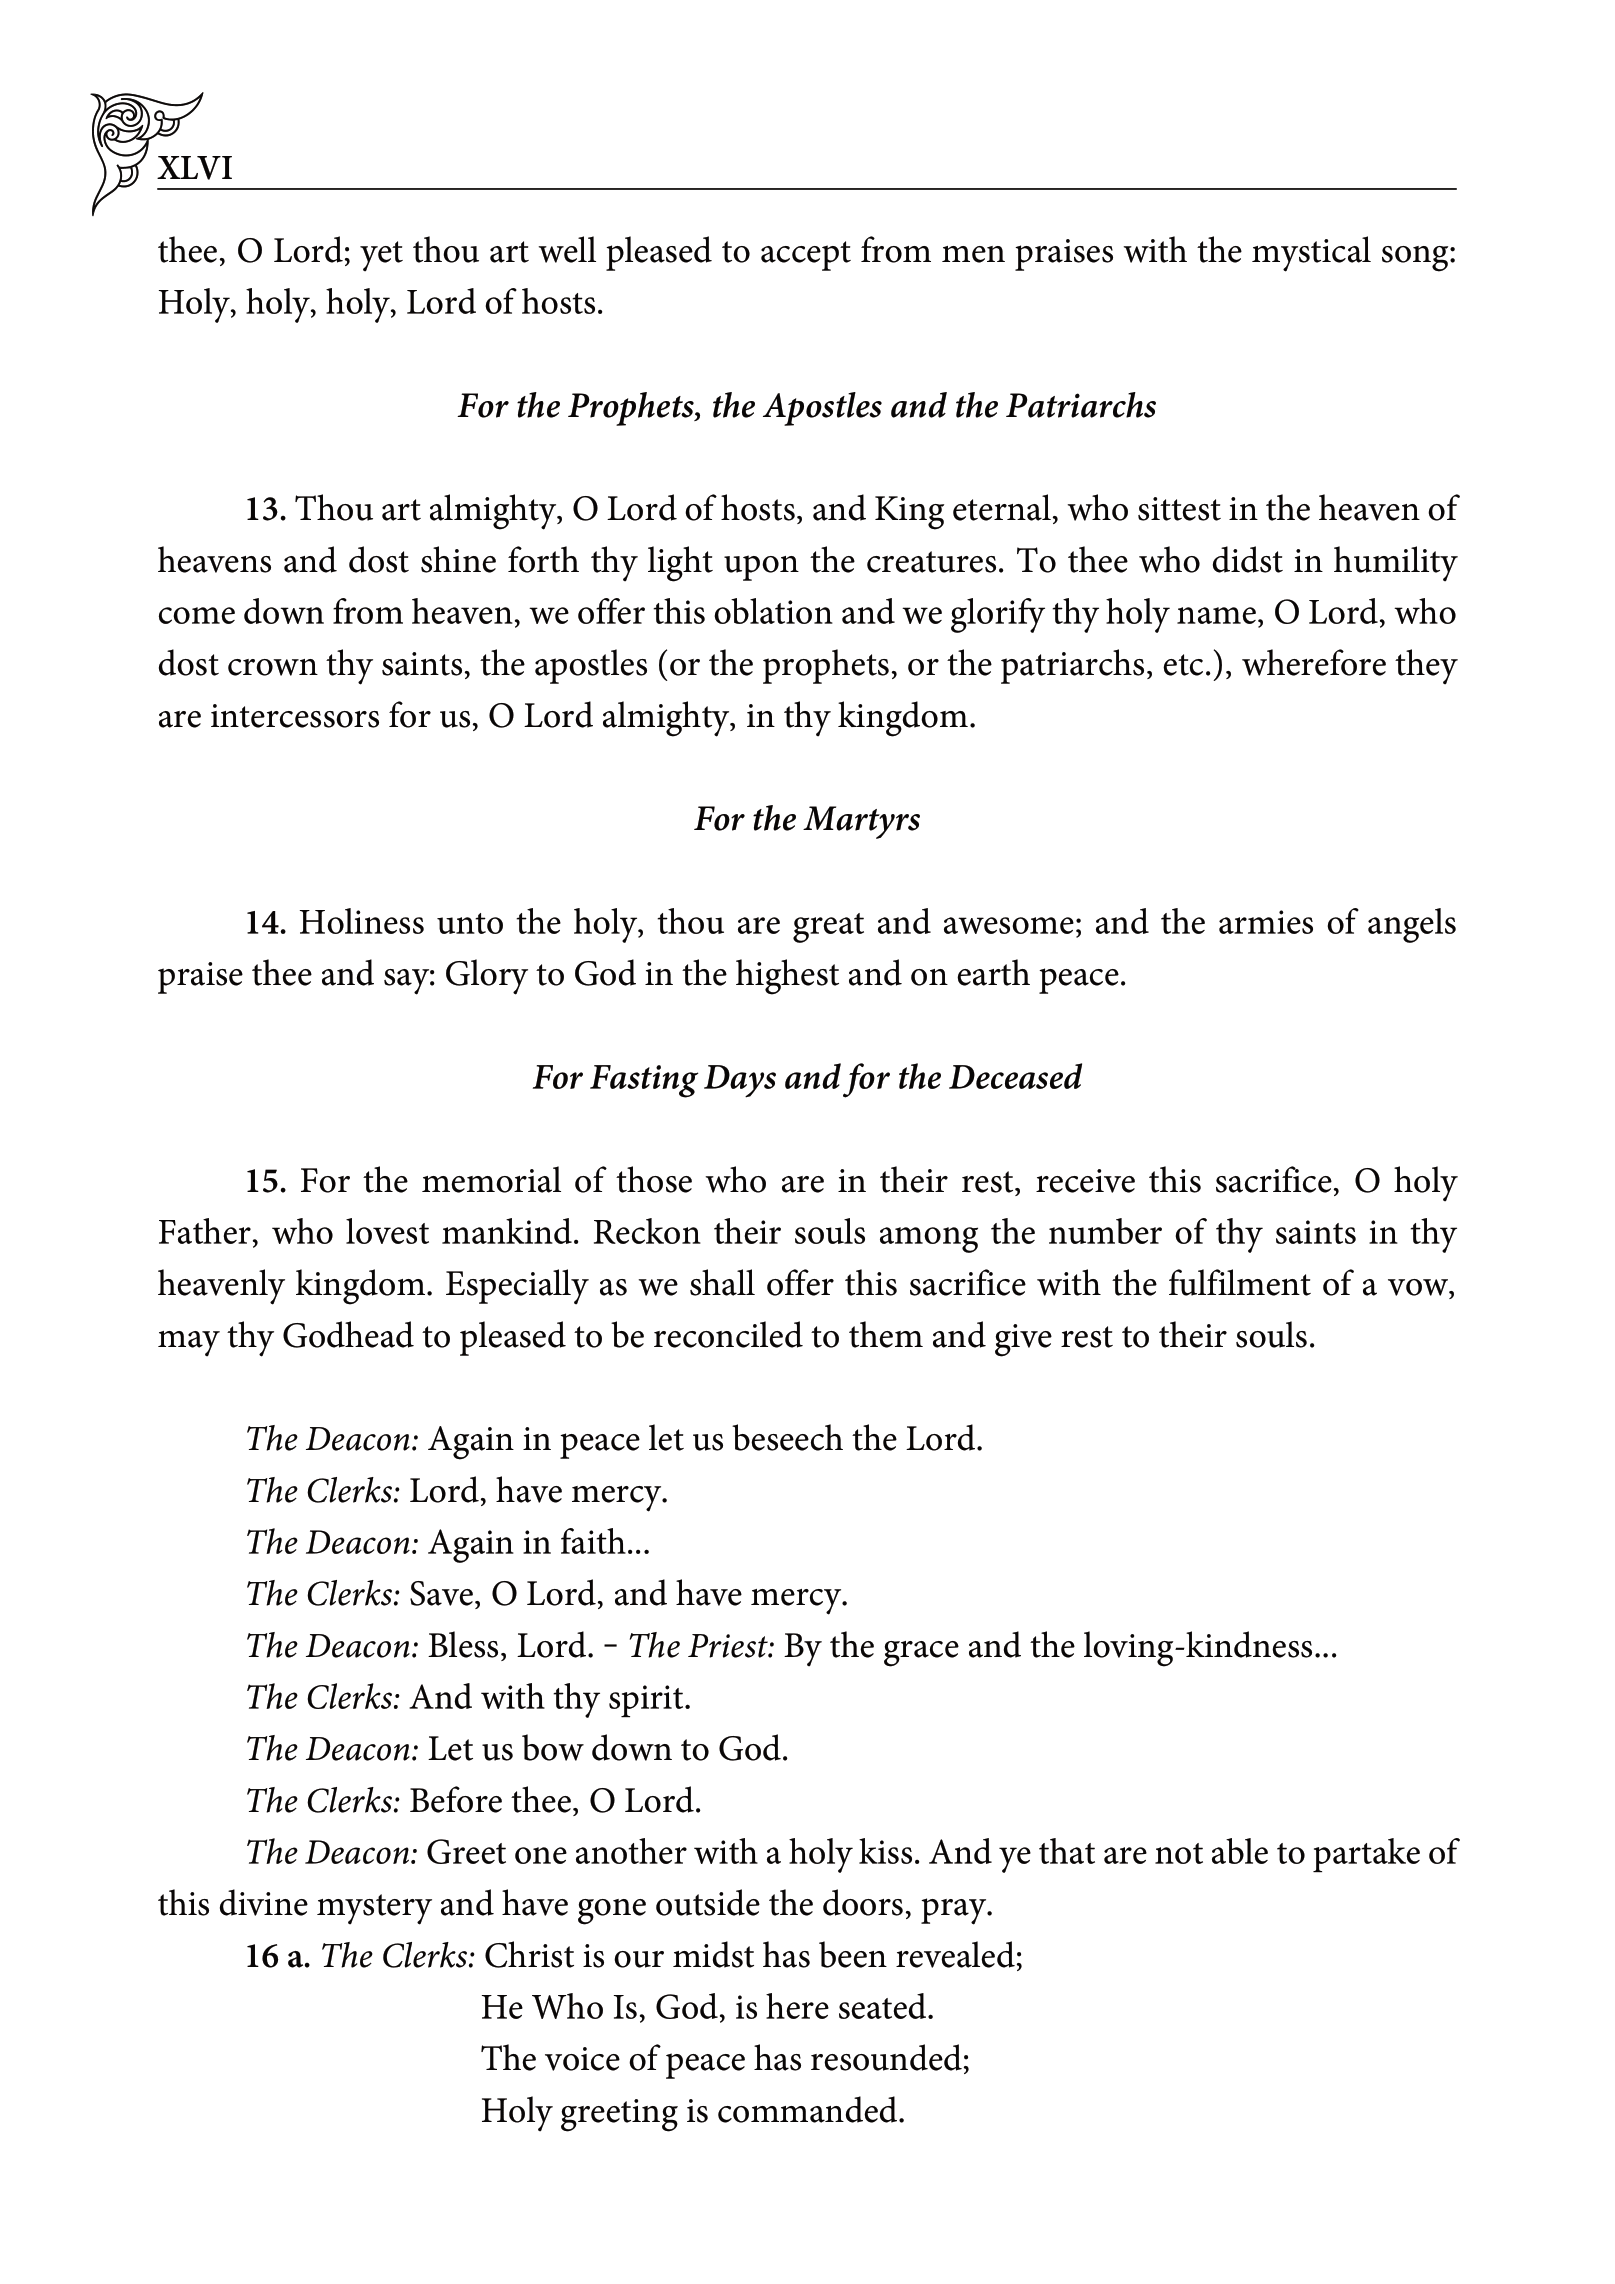 XLVI
thee, O Lord; yet thou art well pleased to accept from men praises with the mystical song:
Holy, holy, holy, Lord of hosts.
For the Prophets, the Apostles and the Patriarchs
13. Thou art almighty, O Lord of hosts, and King eternal, who sittest in the heaven of
heavens and dost shine forth thy light upon the creatures. To thee who didst in humility
come down from heaven, we offer this oblation and we glorify thy holy name, O Lord, who
dost crown thy saints, the apostles (or the prophets, or the patriarchs, etc.), wherefore they
are intercessors for us, O Lord almighty, in thy kingdom.
For the Martyrs
14. Holiness unto the holy, thou are great and awesome; and the armies of angels
praise thee and say: Glory to God in the highest and on earth peace.
For Fasting Days and for the Deceased
15. For the memorial of those who are in their rest, receive this sacrifice, O holy
Father, who lovest mankind. Reckon their souls among the number of thy saints in thy
heavenly kingdom. Especially as we shall offer this sacrifice with the fulfilment of a vow,
may thy Godhead to pleased to be reconciled to them and give rest to their souls.
The Deacon: Again in peace let us beseech the Lord.
The Clerks: Lord, have mercy.
The Deacon: Again in faith...
The Clerks: Save, O Lord, and have mercy.
The Deacon: Bless, Lord. – The Priest: By the grace and the loving-kindness...
The Clerks: And with thy spirit.
The Deacon: Let us bow down to God.
The Clerks: Before thee, O Lord.
The Deacon: Greet one another with a holy kiss. And ye that are not able to partake of
this divine mystery and have gone outside the doors, pray.
16 a. The Clerks: Christ is our midst has been revealed;
He Who Is, God, is here seated.
The voice of peace has resounded;
Holy greeting is commanded.